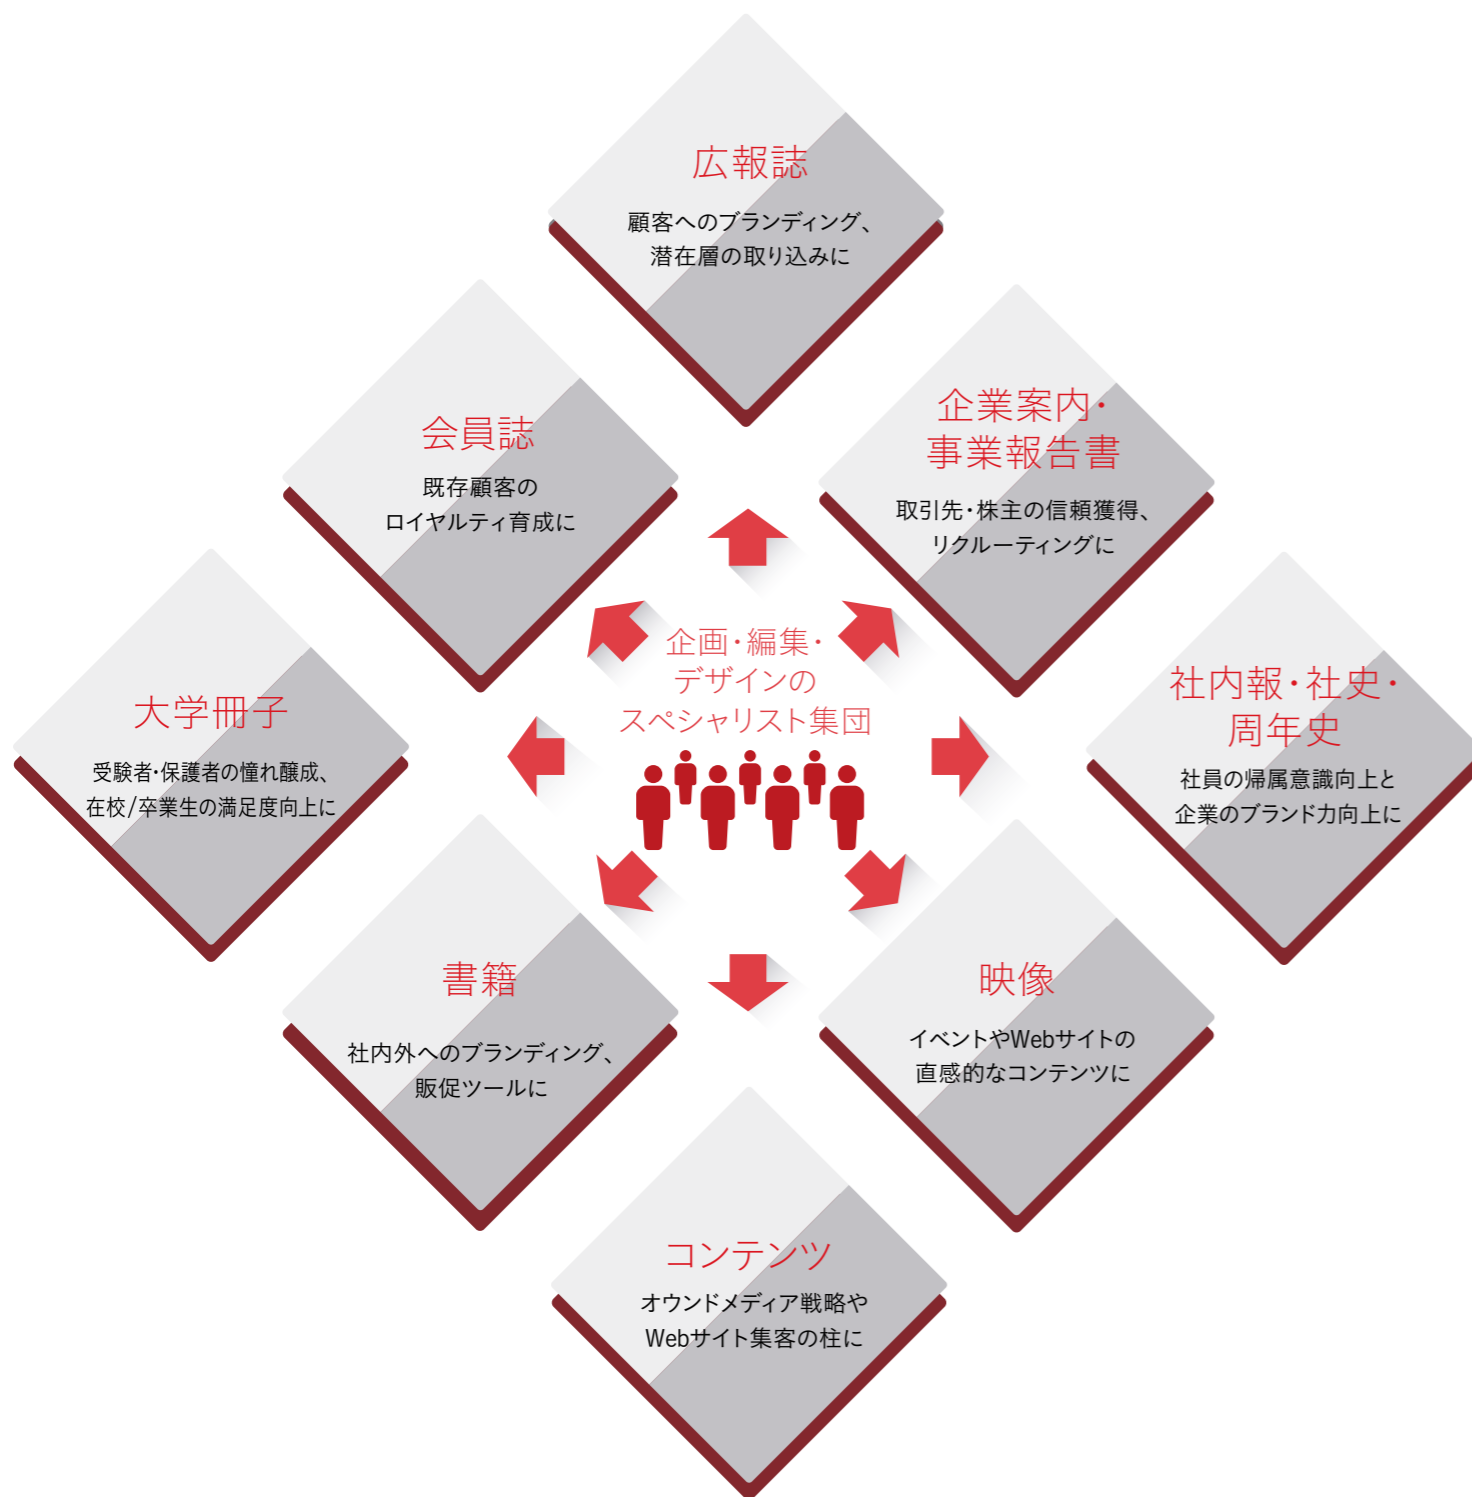 広報誌
顧客へのブランディング、
潜在層の取り込みに
会員誌
既存顧客の
ロイヤルティ育成に
企業案内・
事業報告書
取引先・株主の信頼獲得、
リクルーティングに
大学冊子
受験者・保護者の憧れ醸成、
在校/卒業生の満足度向上に
企画・編集・
デザインの
スペシャリスト集団
社内報・社史・
周年史
社員の帰属意識向上と
企業のブランド力向上に
書籍
社内外へのブランディング、
販促ツールに
映像
イベントやWebサイトの
直感的なコンテンツに
コンテンツ
オウンドメディア戦略や
Webサイト集客の柱に